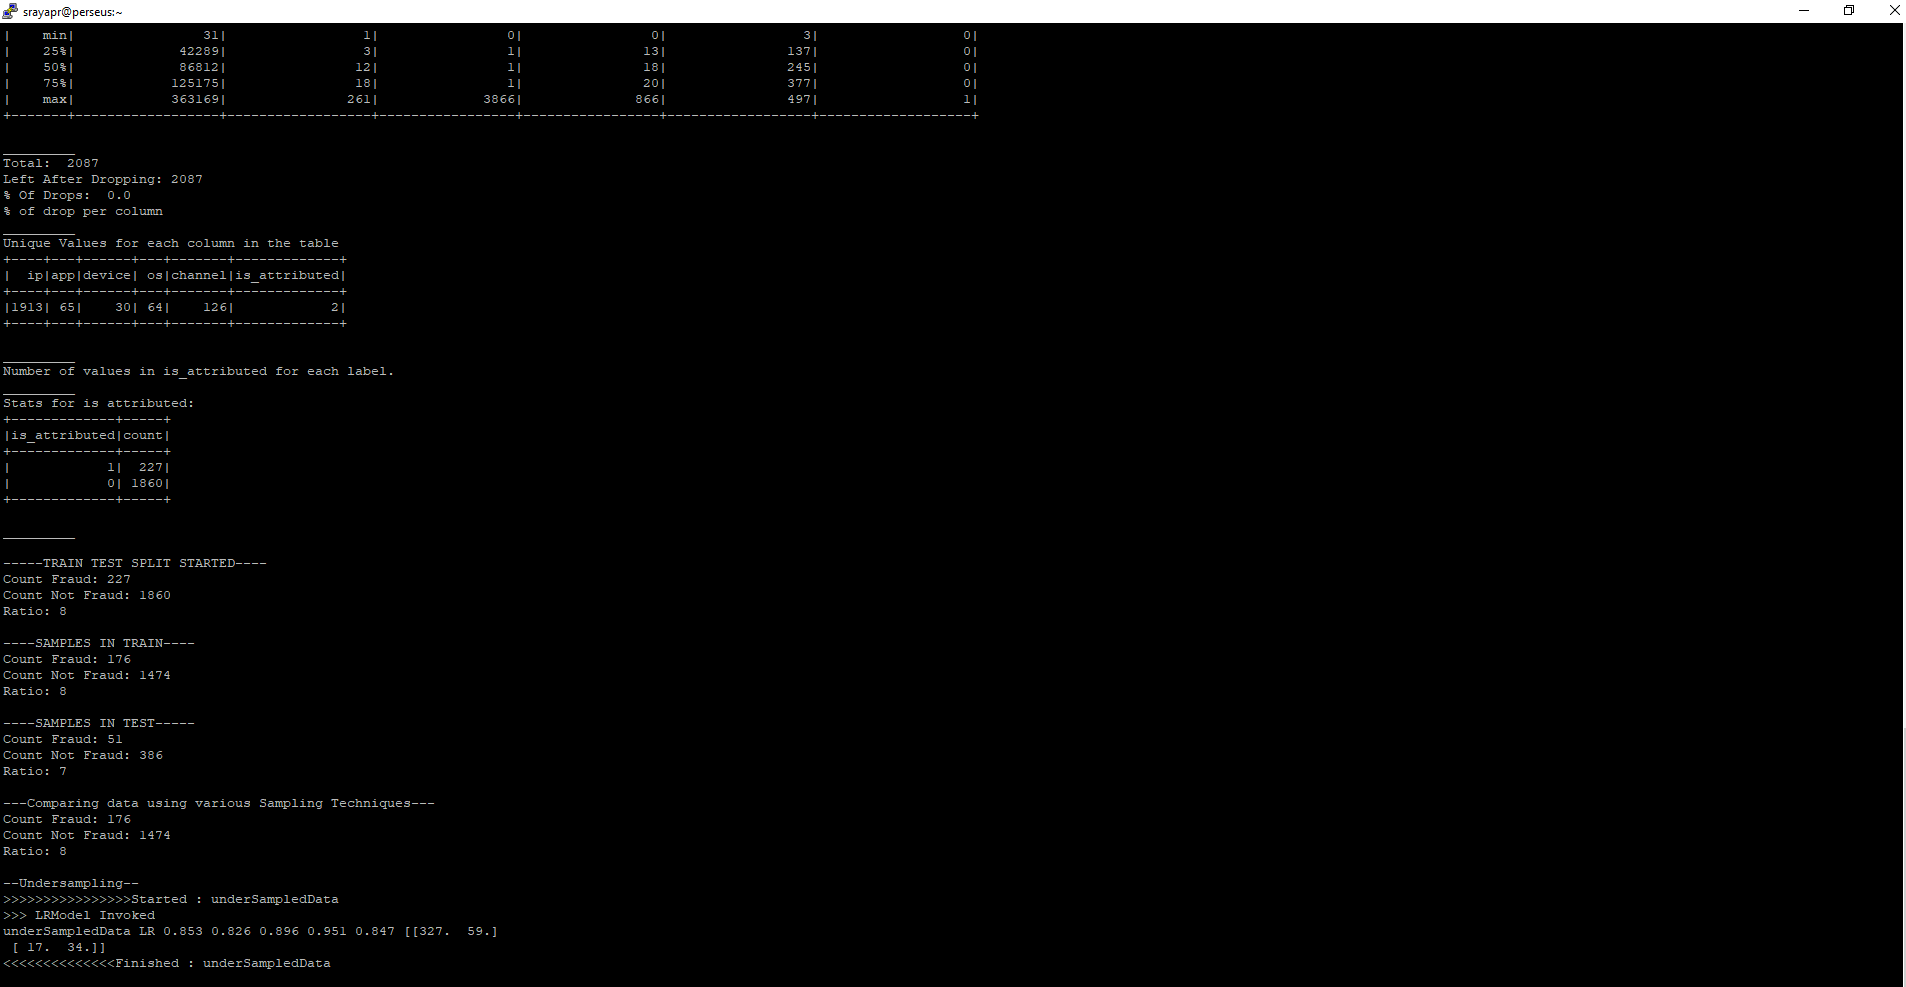 srayapr@perseus:~
|    min|                31|                 1|                0|                0|                 3|                  0|
|    25%|             42289|                 3|                1|               13|               137|                  0|
|    50%|             86812|                12|                1|               18|               245|                  0|
|    75%|            125175|                18|                1|               20|               377|                  0|
|    max|            363169|               261|             3866|              866|               497|                  1|
+-------+------------------+------------------+-----------------+-----------------+------------------+-------------------+
_________
Total:  2087
Left After Dropping: 2087
% Of Drops:  0.0
% of drop per column
_________
Unique Values for each column in the table
+----+---+------+---+-------+-------------+
|  ip|app|device| os|channel|is_attributed|
+----+---+------+---+-------+-------------+
|1913| 65|    30| 64|    126|            2|
+----+---+------+---+-------+-------------+
_________
Number of values in is_attributed for each label.
_________
Stats for is attributed:
+-------------+-----+
|is_attributed|count|
+-------------+-----+
|            1|  227|
|            0| 1860|
+-------------+-----+
_________
-----TRAIN TEST SPLIT STARTED----
Count Fraud: 227
Count Not Fraud: 1860
Ratio: 8
----SAMPLES IN TRAIN----
Count Fraud: 176
Count Not Fraud: 1474
Ratio: 8
----SAMPLES IN TEST-----
Count Fraud: 51
Count Not Fraud: 386
Ratio: 7
---Comparing data using various Sampling Techniques---
Count Fraud: 176
Count Not Fraud: 1474
Ratio: 8
--Undersampling--
>>>>>>>>>>>>>>>>Started : underSampledData
>>> LRModel Invoked
underSampledData LR 0.853 0.826 0.896 0.951 0.847 [[327.  59.]
 [ 17.  34.]]
<<<<<<<<<<<<<<Finished : underSampledData